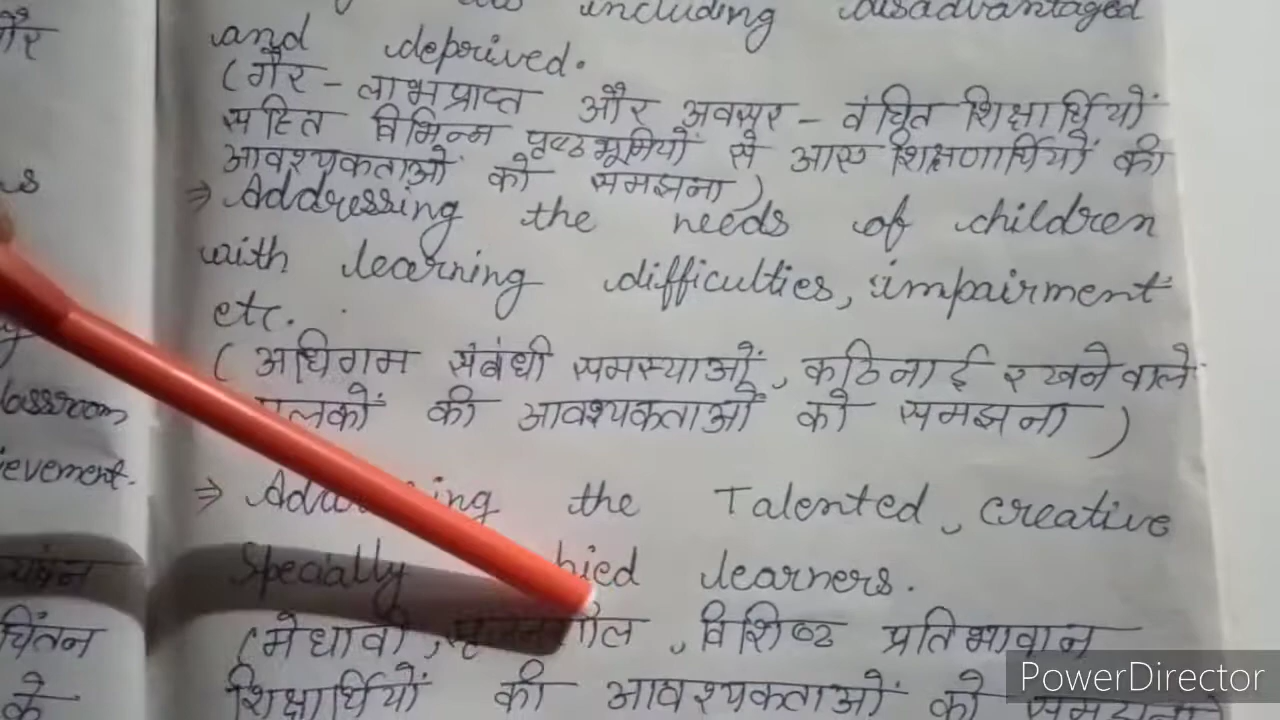 including disadvantaged
and deprived.
(गैर - लाभप्राप्त और अवसर - वंचित शिक्षार्थियों
सहित विभिन्न पृष्ठभूमियों से आए शिक्षणार्थियों की
आवश्यकताओं को समझना)
⇒ Addressing the needs of children
with learning difficulties, impairment
etc.
(अधिगम संबंधी समस्याओं, कठिनाई रखने वाले
की आवश्यकताओं को समझना)
⇒ the Talented, creative
Specially learners.
(मेधावी, विशिष्ट प्रतिभावान
शिक्षार्थियों की आवश्यकताओं को
चिंतन
के
PowerDirector